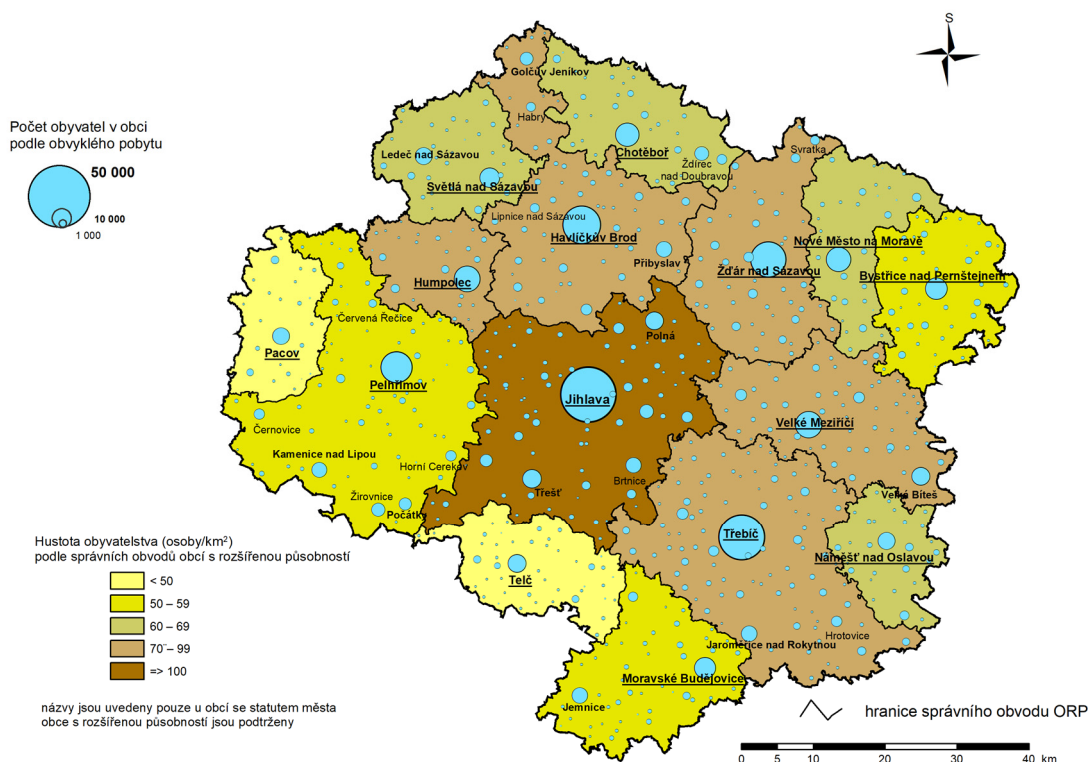 S
Golčův Jeníkov
Habry
Počet obyvatel v obci
podle obvyklého pobytu
50 000
10 000
1 000
Chotěboř
Svratka
Ledeč nad Sázavou
Ždírec
nad Doubravou
Světlá nad Sázavou
Lipnice nad Sázavou
Havlíčkův Brod
Nové Město na Moravě
Přibyslav
Žďár nad Sázavou
Bystřice nad Pernštejnem
Humpolec
Červená Řečice
Polná
Pacov
Pelhřimov
Jihlava
Černovice
Velké Meziříčí
Kamenice nad Lipou
Horní Cerekev
Brtnice
Třešť
Velká Bíteš
Žirovnice
Počátky
Třebíč
Náměšť nad Oslavou
Telč
Hrotovice
Jaroměřice nad Rokytnou
Moravské Budějovice
Jemnice
Hustota obyvatelstva (osoby/km²)
podle správních obvodů obcí s rozšířenou působností
< 50
50 – 59
60 – 69
70 – 99
=> 100
názvy jsou uvedeny pouze u obcí se statutem města
obce s rozšířenou působností jsou podtrženy
hranice správního obvodu ORP
0 5 10 20 30 40 km